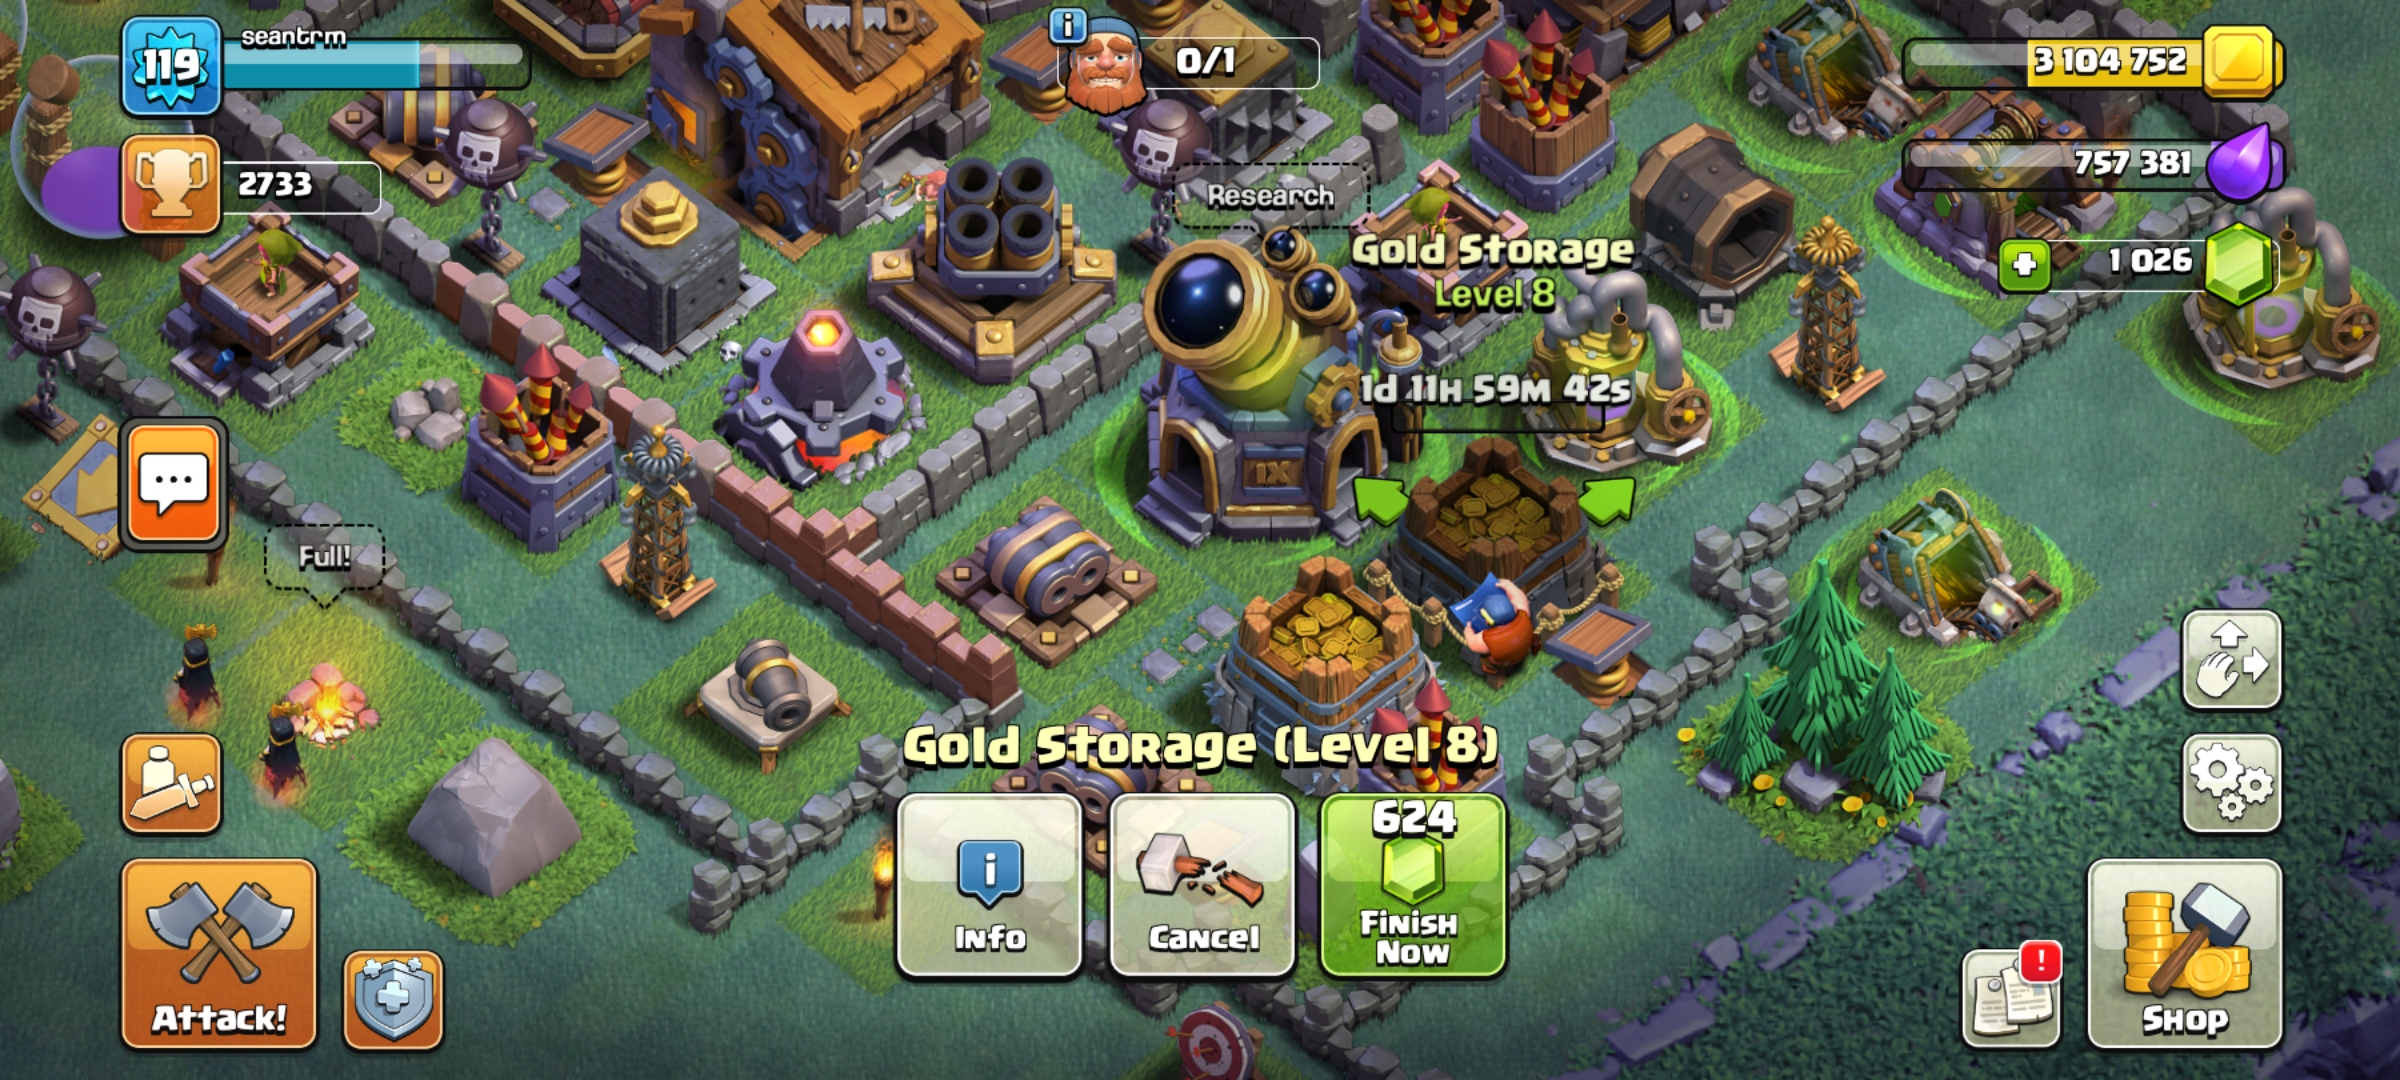 seantrm
119
0/1
3 104 752
2733
757 381
Research
1 026
Gold Storage
Level 8
1d 11H 59M 42s
IX
Full!
Gold Storage (Level 8)
624
Info
Cancel
Finish
Now
Attack!
!
Shop